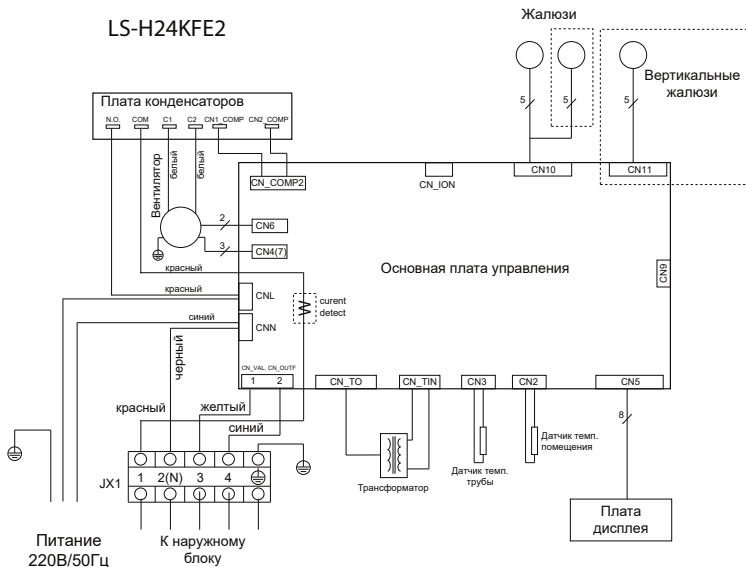 LS-H24KFE2
Жалюзи
5
5
5
Вертикальные
жалюзи
Плата конденсаторов
N.O.
COM
C1
C2
CN1_COMP
CN2_COMP
Вентилятор
белый
белый
CN_COMP2
CN_ION
CN10
CN11
2
CN6
3
CN4(7)
CN9
Основная плата управления
красный
красный
CNL
curent
detect
синий
CNN
черный
CN_VAL
CN_OUTF
1
2
CN_TO
CN_TIN
CN3
CN2
CN5
красный
желтый
синий
8
Датчик темп.
помещения
Датчик темп.
трубы
Трансформатор
JX1
1
2(N)
3
4
Плата
дисплея
Питание
220В/50Гц
К наружному
блоку